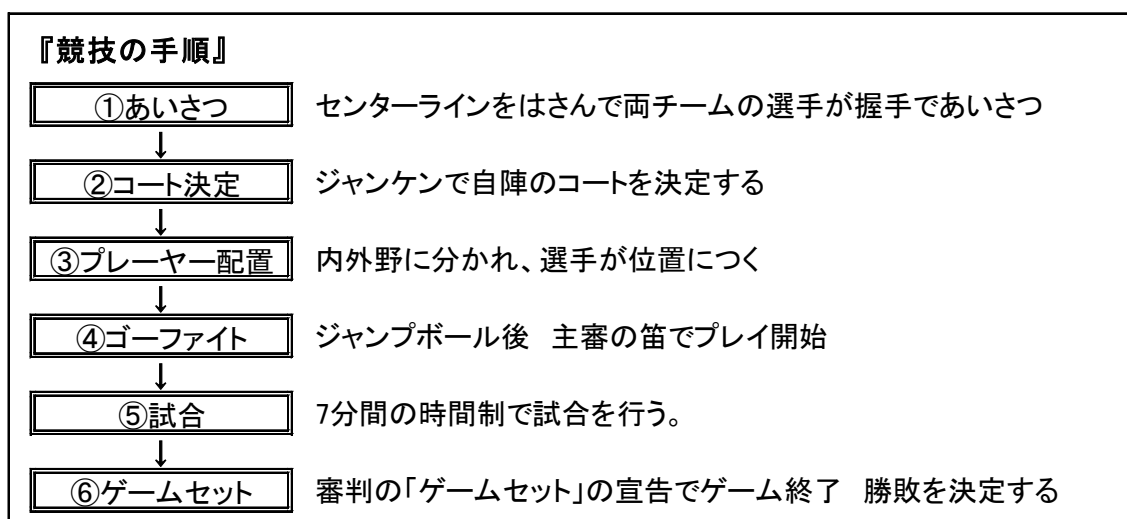 『競技の手順』
①あいさつ センターラインをはさんで両チームの選手が握手であいさつ
↓
②コート決定 ジャンケンで自陣のコートを決定する
↓
③プレーヤー配置 内外野に分かれ、選手が位置につく
↓
④ゴーファイト ジャンプボール後 主審の笛でプレイ開始
↓
⑤試合 7分間の時間制で試合を行う。
↓
⑥ゲームセット 審判の「ゲームセット」の宣告でゲーム終了 勝敗を決定する